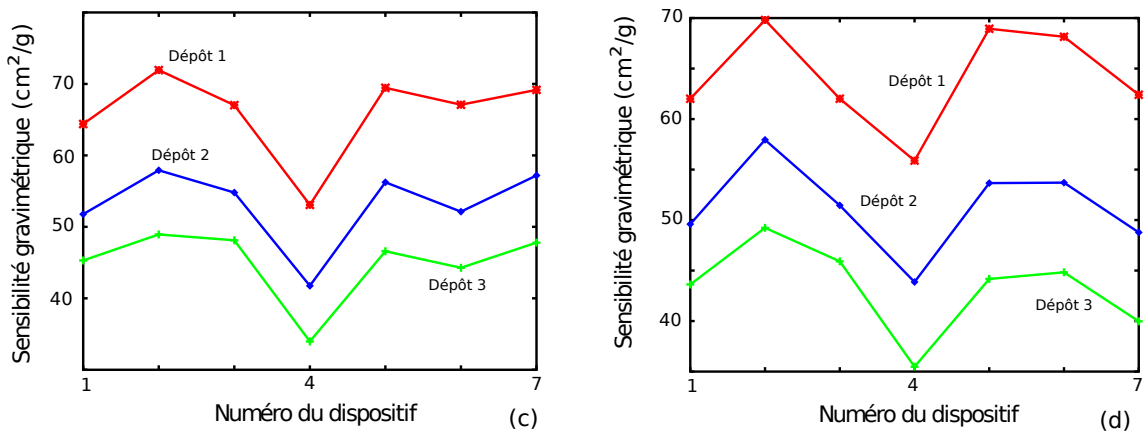 Sensibilité gravimétrique (cm²/g)
70
60
50
40
Dépôt 1
Dépôt 2
Dépôt 3
1
4
7
Numéro du dispositif
(c)
Sensibilité gravimétrique (cm²/g)
70
60
50
40
Dépôt 1
Dépôt 2
Dépôt 3
1
4
7
Numéro du dispositif
(d)